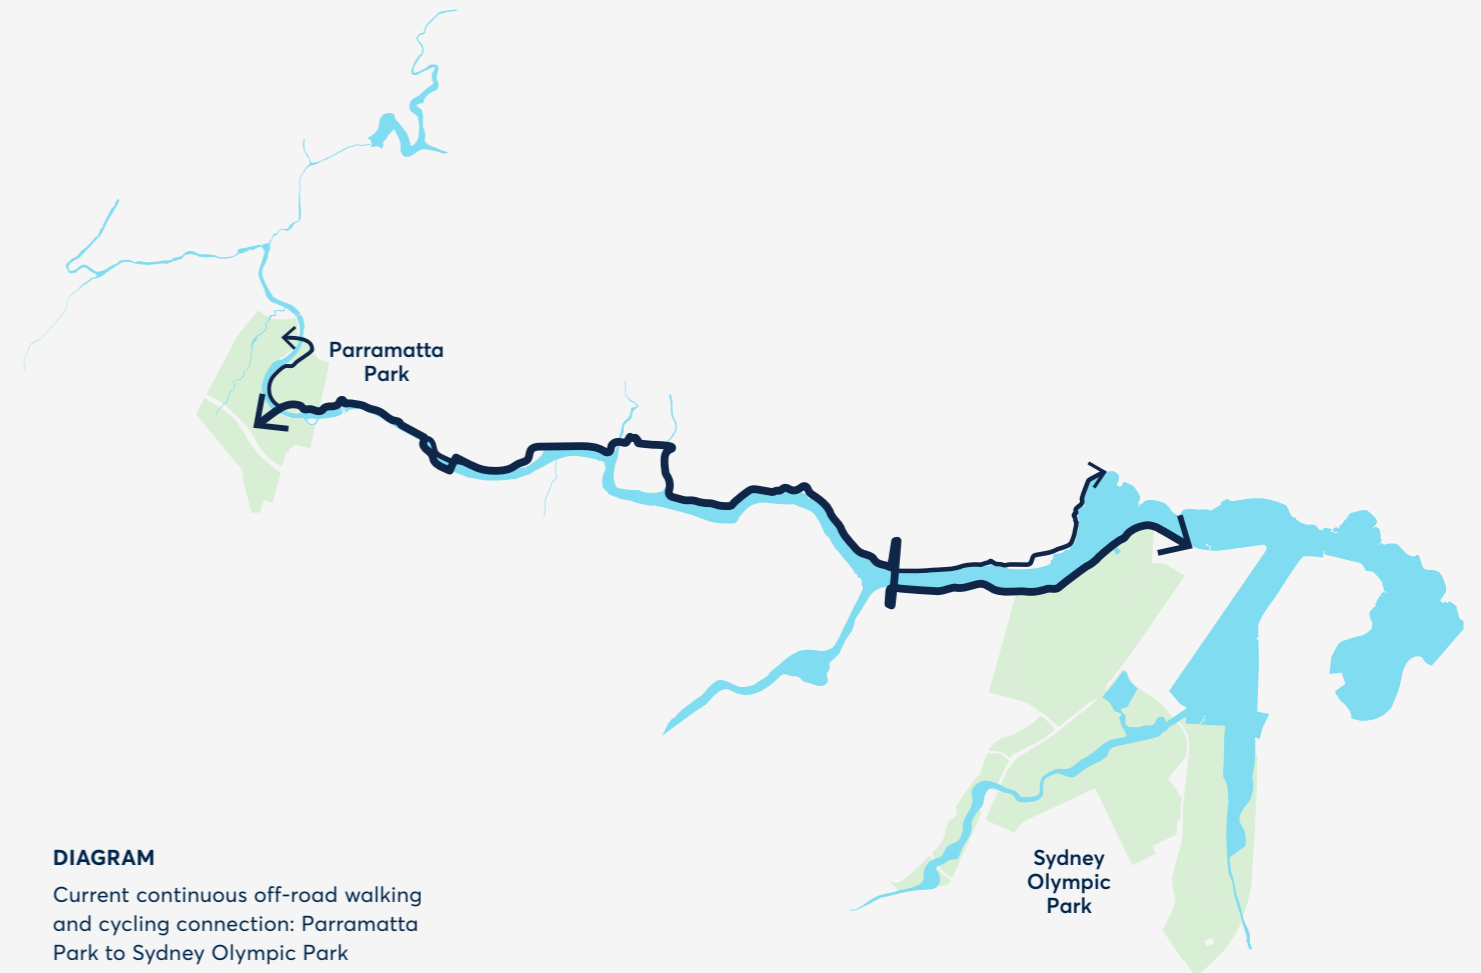 Parramatta
Park
Sydney
Olympic
Park
DIAGRAM
Current continuous off-road walking
and cycling connection: Parramatta
Park to Sydney Olympic Park